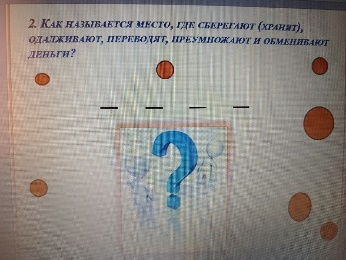 2. Как называется место, где сберегают (хранят),
одалживают, переводят, преумножают и обменивают
деньги?
_ _ _ _
?